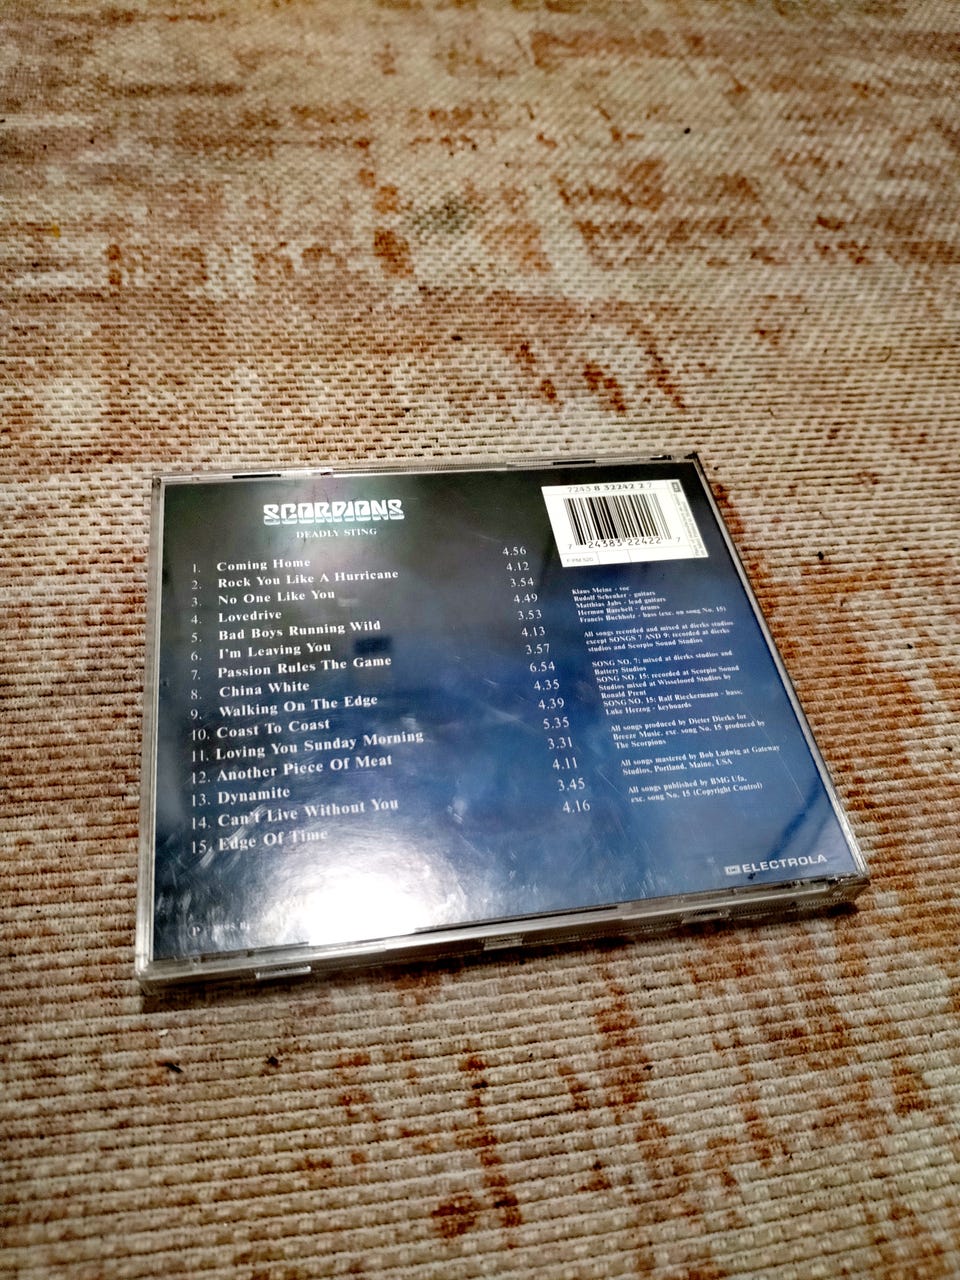 SCORPIONS
DEADLY STING
1. Coming Home 4.56
2. Rock You Like A Hurricane 4.12
3. No One Like You 3.54
4. Lovedrive 4.49
5. Bad Boys Running Wild 3.53
6. I'm Leaving You 4.13
7. Passion Rules The Game 3.57
8. China White 6.54
9. Walking On The Edge 4.35
10. Coast To Coast 4.39
11. Loving You Sunday Morning 5.35
12. Another Piece Of Meat 3.31
13. Dynamite 4.11
14. Can't Live Without You 3.45
15. Edge Of Time 4.16
P
7243 8 32242 2 7
7 24383 22422 7
Klaus Meine - voc
Rudolf Schenker - guitars
Matthias Jabs - lead guitars
Herman Rarebell - drums
Francis Buchholz - bass (exc. on song No. 15)
All songs recorded and mixed at dierks studios
except SONGS 7 AND 9: recorded at dierks
studios and Scorpio Sound Studios
SONG NO. 7: mixed at dierks studios and
Battery Studios
SONG NO. 15: recorded at Scorpio Sound
Studios mixed at Wisseloord Studios by
Ronald Prent
SONG NO. 15: Ralf Rieckermann - bass;
Luke Herzog - keyboards
All songs produced by Dieter Dierks for
Breeze Music, exc. song No. 15 produced by
The Scorpions
All songs mastered by Bob Ludwig at Gateway
Studios, Portland, Maine, USA
All songs published by BMG Ufa,
exc. song No. 15 (Copyright Control)
EMI ELECTROLA